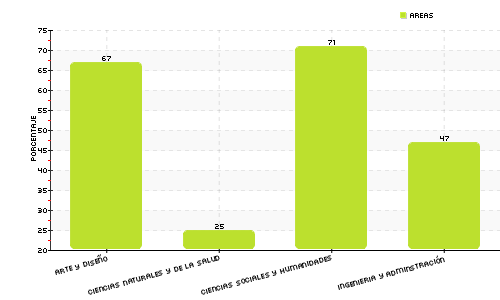 AREAS
75
70
65
60
55
50
45
40
35
30
25
20
PORCENTAJE
67
25
71
47
ARTE Y DISEÑO
CIENCIAS NATURALES Y DE LA SALUD
CIENCIAS SOCIALES Y HUMANIDADES
INGENIERIA Y ADMINSTRACIÓN